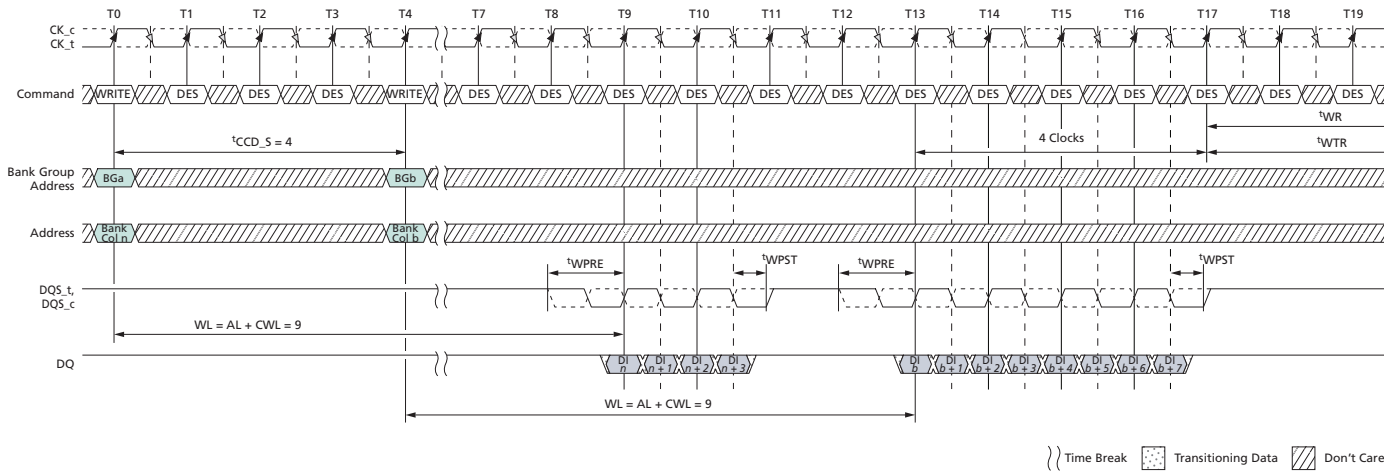 T0 T1 T2 T3 T4 T7 T8 T9 T10 T11 T12 T13 T14 T15 T16 T17 T18 T19
CK_c
CK_t
Command WRITE DES DES DES WRITE DES DES DES DES DES DES DES DES DES DES DES DES DES
tWR
tCCD_S = 4 4 Clocks tWTR
Bank Group
Address BGa BGb
Address Bank
Col n Bank
Col b
tWPRE tWPST tWPRE tWPST
DQS_t,
DQS_c
WL = AL + CWL = 9
DQ DI
n DI
n + 1 DI
n + 2 DI
n + 3 DI
b DI
b + 1 DI
b + 2 DI
b + 3 DI
b + 4 DI
b + 5 DI
b + 6 DI
b + 7
WL = AL + CWL = 9
Time Break Transitioning Data Don't Care